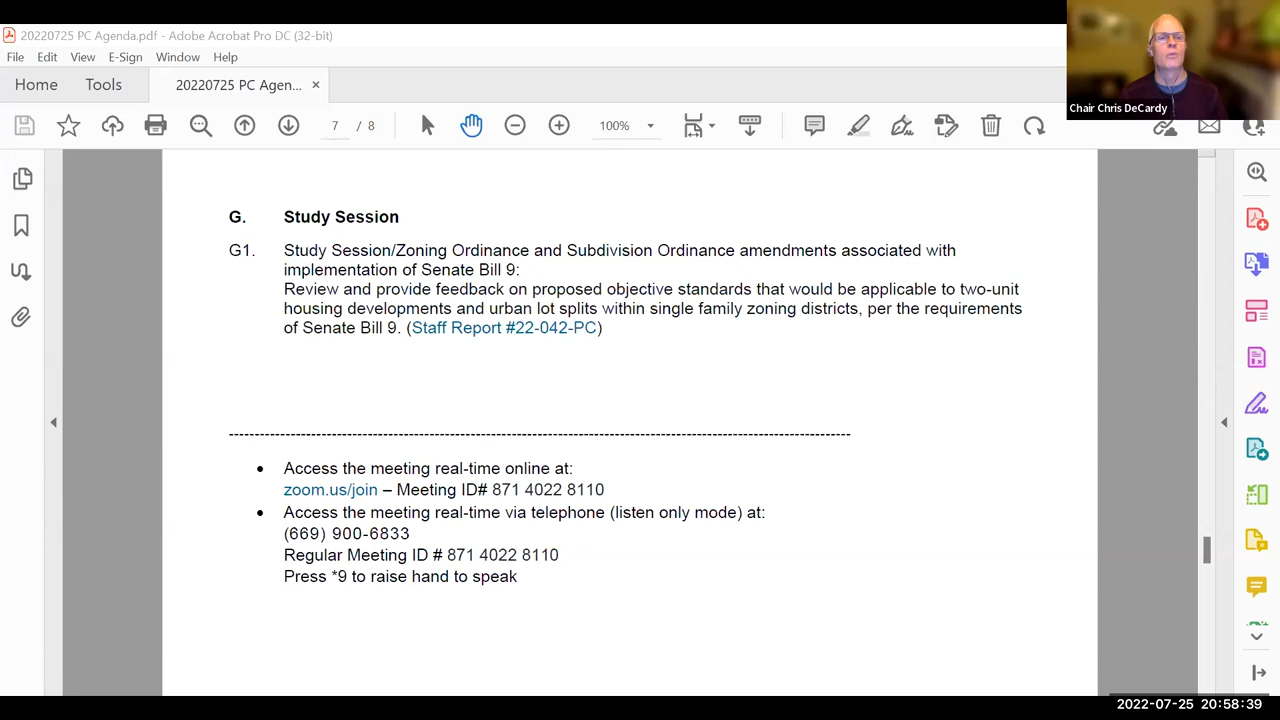 20220725 PC Agenda.pdf - Adobe Acrobat Pro DC (32-bit)
File Edit View E-Sign Window Help
Home Tools 20220725 PC Agen... ×
7 / 8 100%
Chair Chris DeCardy
G. Study Session
G1. Study Session/Zoning Ordinance and Subdivision Ordinance amendments associated with
implementation of Senate Bill 9:
Review and provide feedback on proposed objective standards that would be applicable to two-unit
housing developments and urban lot splits within single family zoning districts, per the requirements
of Senate Bill 9. (Staff Report #22-042-PC)
--------------------------------------------------------------------------------------------------------------------------
• Access the meeting real-time online at:
zoom.us/join – Meeting ID# 871 4022 8110
• Access the meeting real-time via telephone (listen only mode) at:
(669) 900-6833
Regular Meeting ID # 871 4022 8110
Press *9 to raise hand to speak
2022-07-25 20:58:39